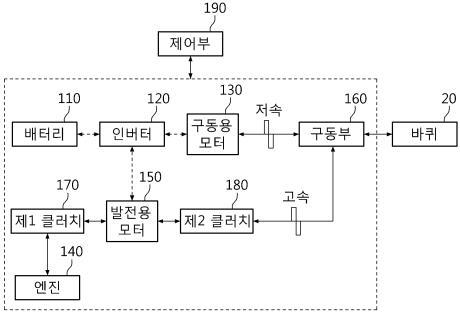 190
제어부
110
120
130
저속
160
20
배터리
인버터
구동용
모터
구동부
바퀴
170
150
180
고속
제1 클러치
발전용
모터
제2 클러치
140
엔진